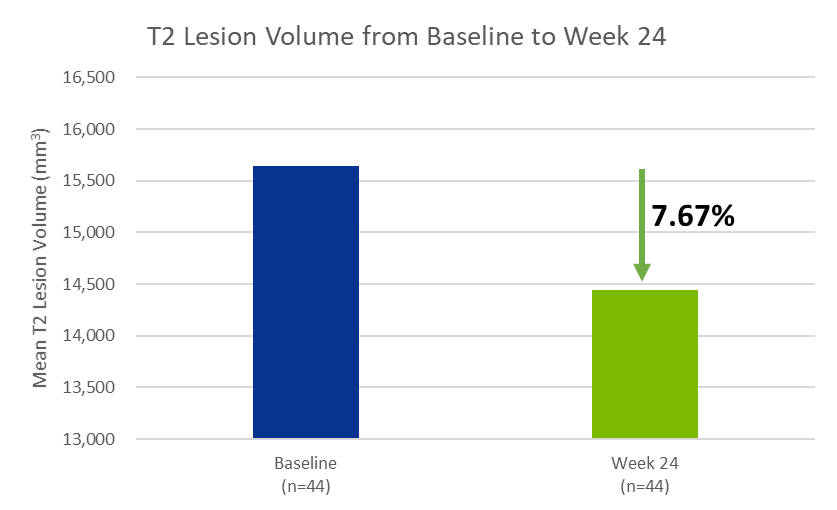 T2 Lesion Volume from Baseline to Week 24
Mean T2 Lesion Volume (mm³)
16,500
16,000
15,500
15,000
14,500
14,000
13,500
13,000
7.67%
Baseline
(n=44)
Week 24
(n=44)